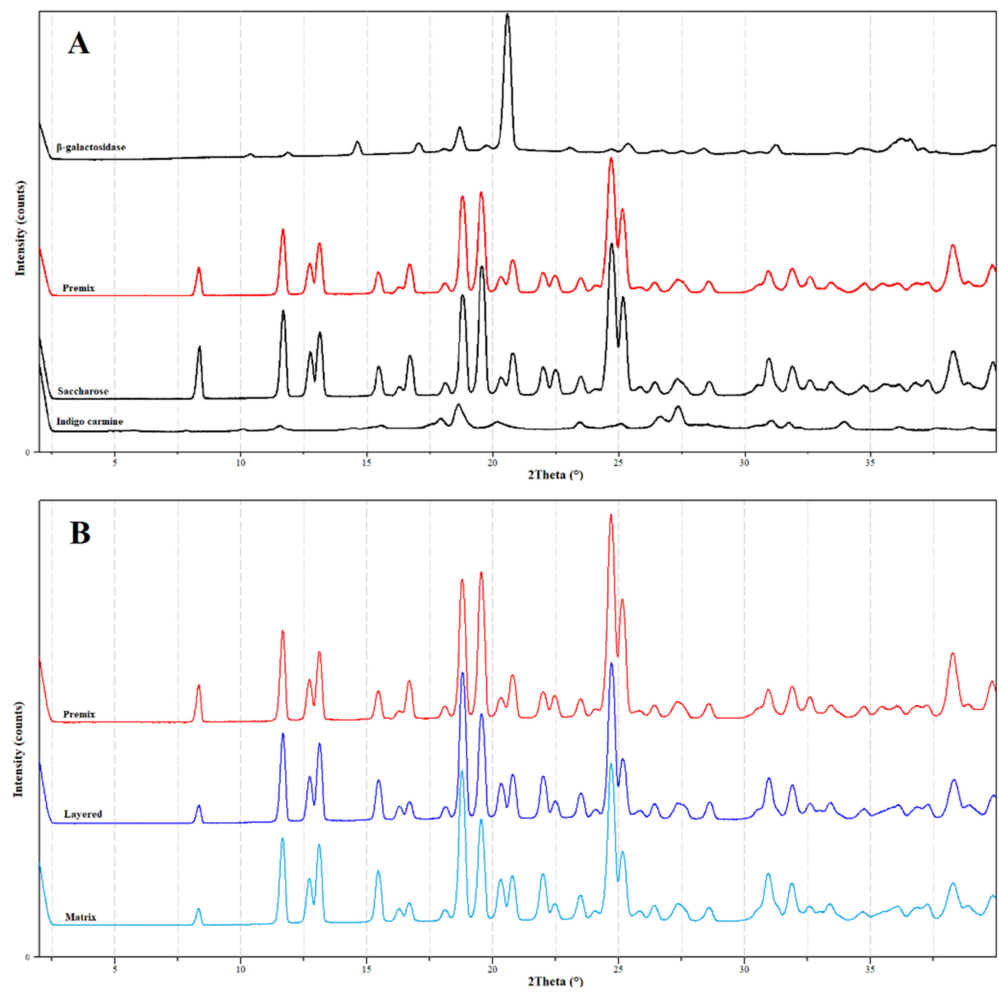 A
β-galactosidase
Intensity (counts)
Premix
Saccharose
Indigo carmine
0
5 10 15 20 25 30 35
2Theta (°)
B
Intensity (counts)
Premix
Layered
Matrix
0
5 10 15 20 25 30 35
2Theta (°)